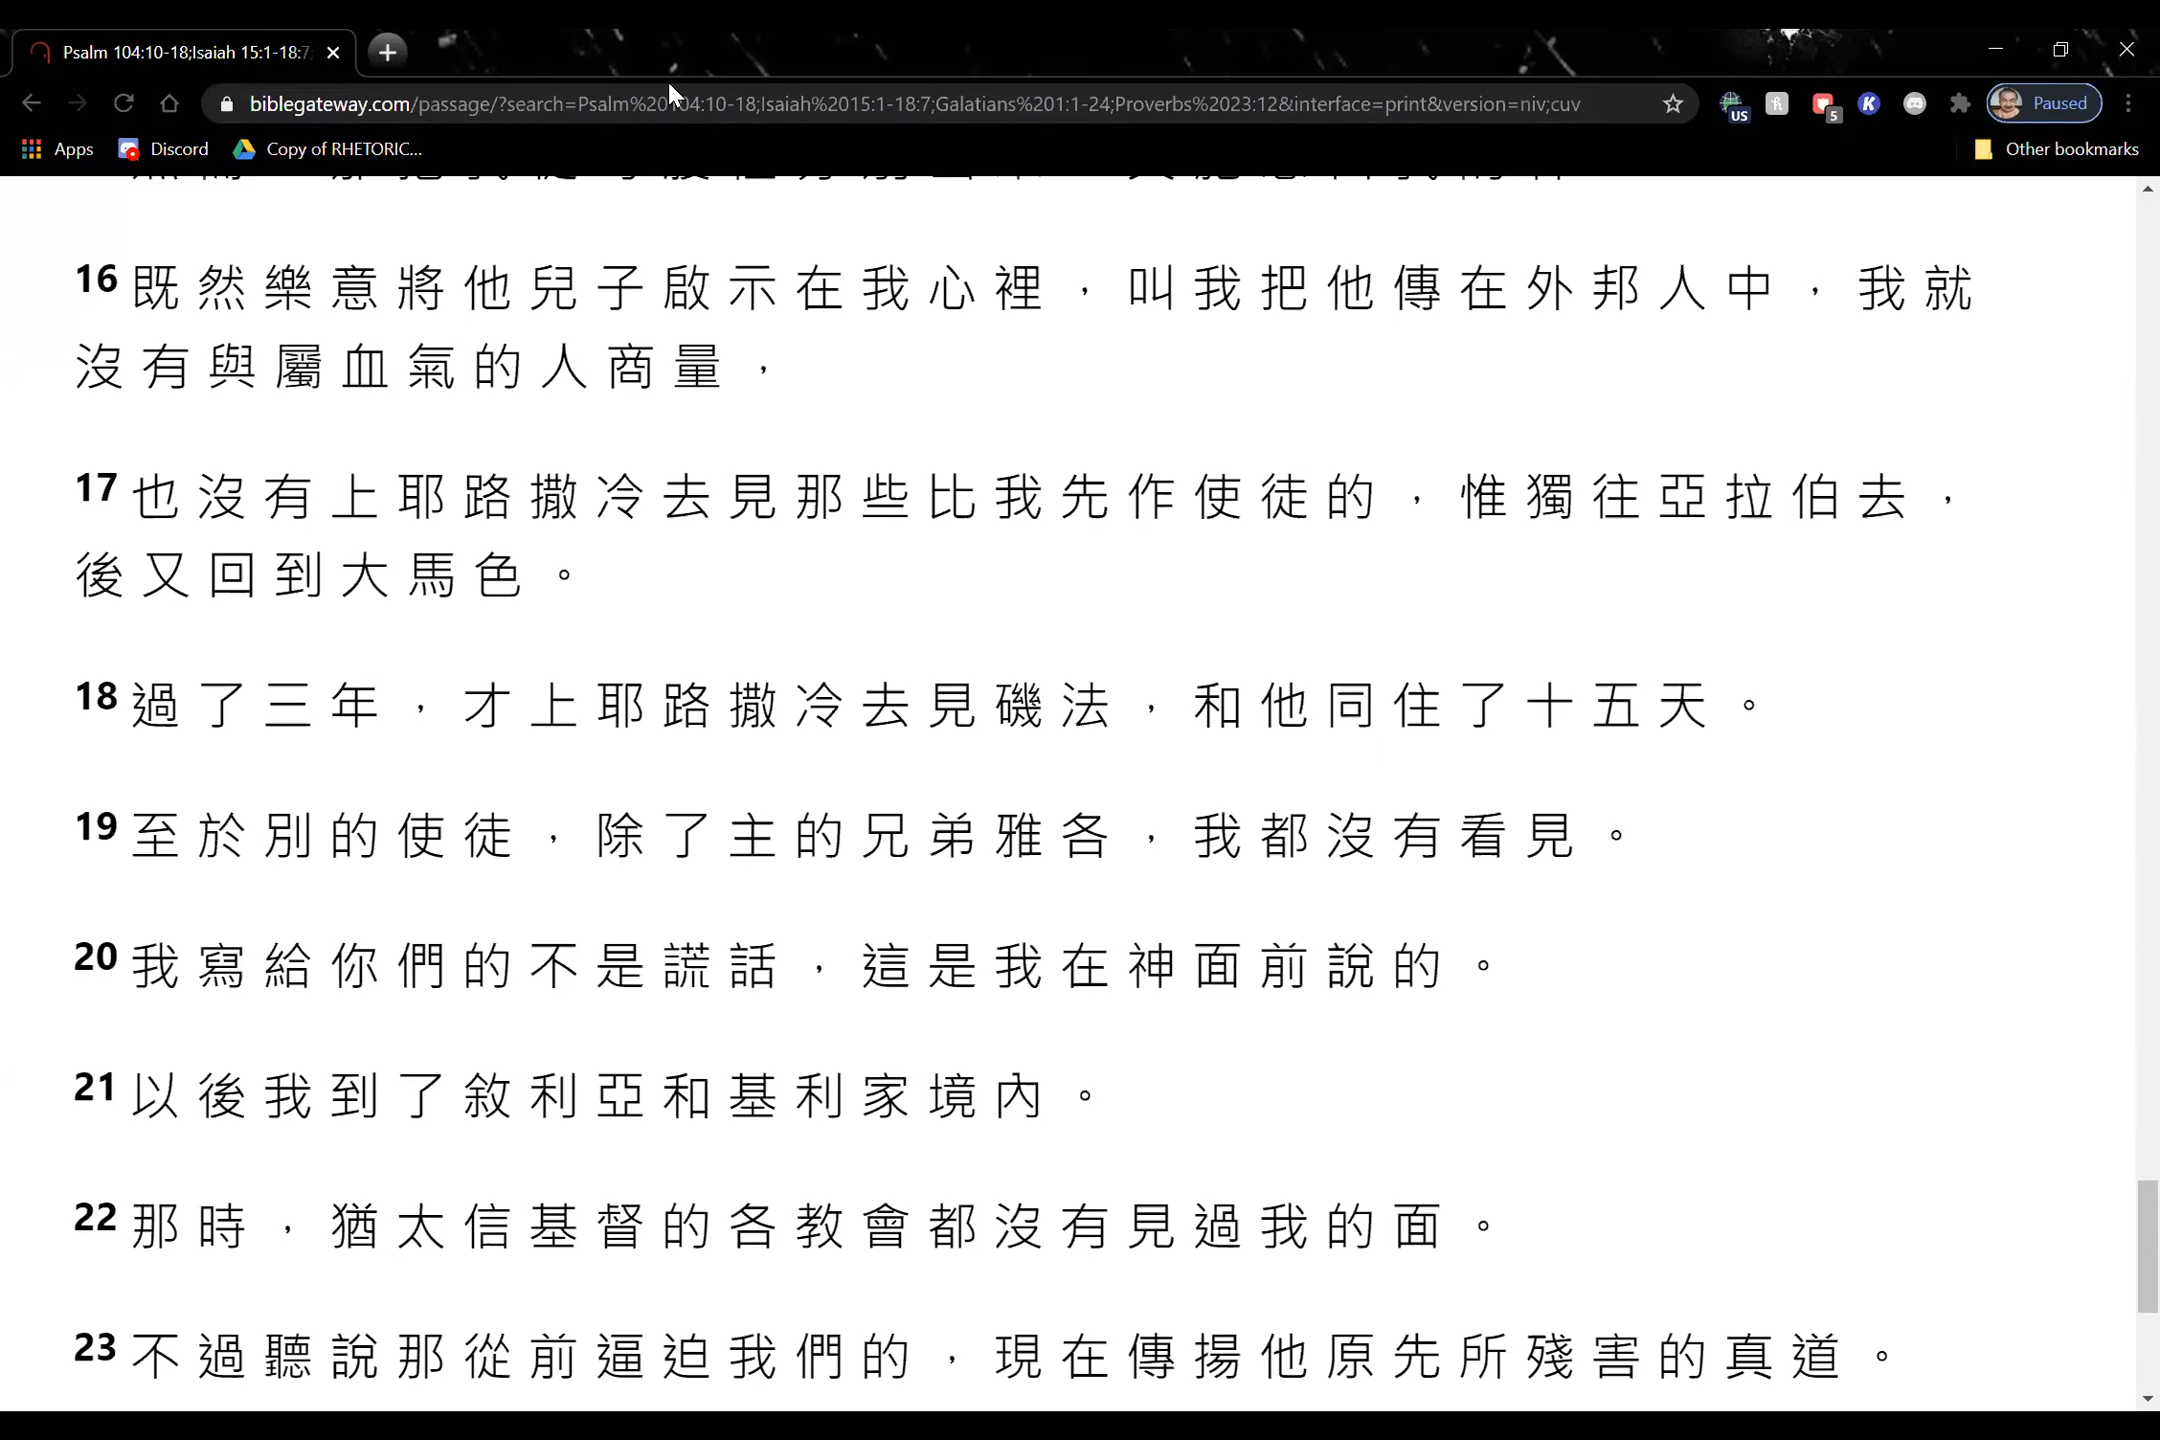 Psalm 104:10-18;Isaiah 15:1-18:7;
biblegateway.com/passage/?search=Psalm%20104:10-18;Isaiah%2015:1-18:7;Galatians%201:1-24;Proverbs%2023:12&interface=print&version=niv;cuv
US
5
K
Paused
Apps Discord Copy of RHETORIC... Other bookmarks
16 既然樂意將他兒子啟示在我心裡，叫我把他傳在外邦人中，我就
沒有與屬血氣的人商量，
17 也沒有上耶路撒冷去見那些比我先作使徒的，惟獨往亞拉伯去，
後又回到大馬色。
18 過了三年，才上耶路撒冷去見磯法，和他同住了十五天。
19 至於別的使徒，除了主的兄弟雅各，我都沒有看見。
20 我寫給你們的不是謊話，這是我在神面前說的。
21 以後我到了敘利亞和基利家境內。
22 那時，猶太信基督的各教會都沒有見過我的面。
23 不過聽說那從前逼迫我們的，現在傳揚他原先所殘害的真道。